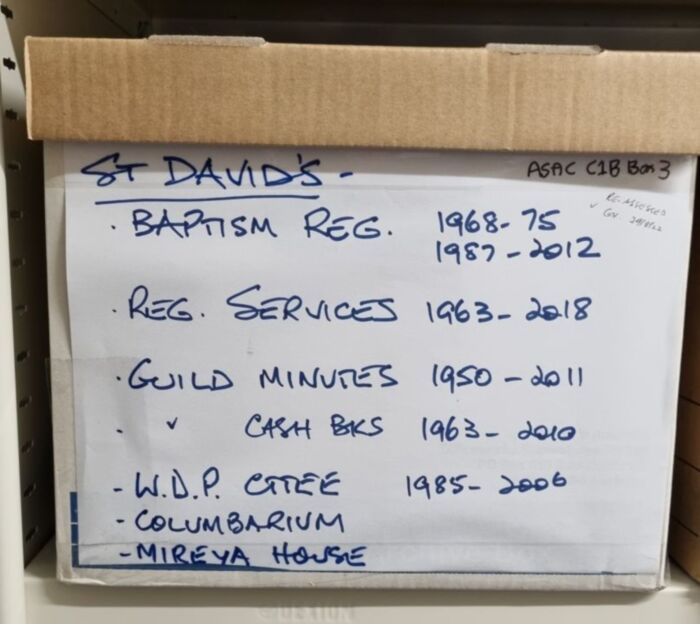 ST DAVID'S -
ASAC C1B Box 3
· BAPTISM REG. 1968-75
1987-2012
· REG. SERVICES 1963-2018
· GUILD MINUTES 1950-2011
· " CASH BKS 1963-2010
- W.D.P. CTTEE 1985-2006
- COLUMBARIUM
- MIREYA HOUSE